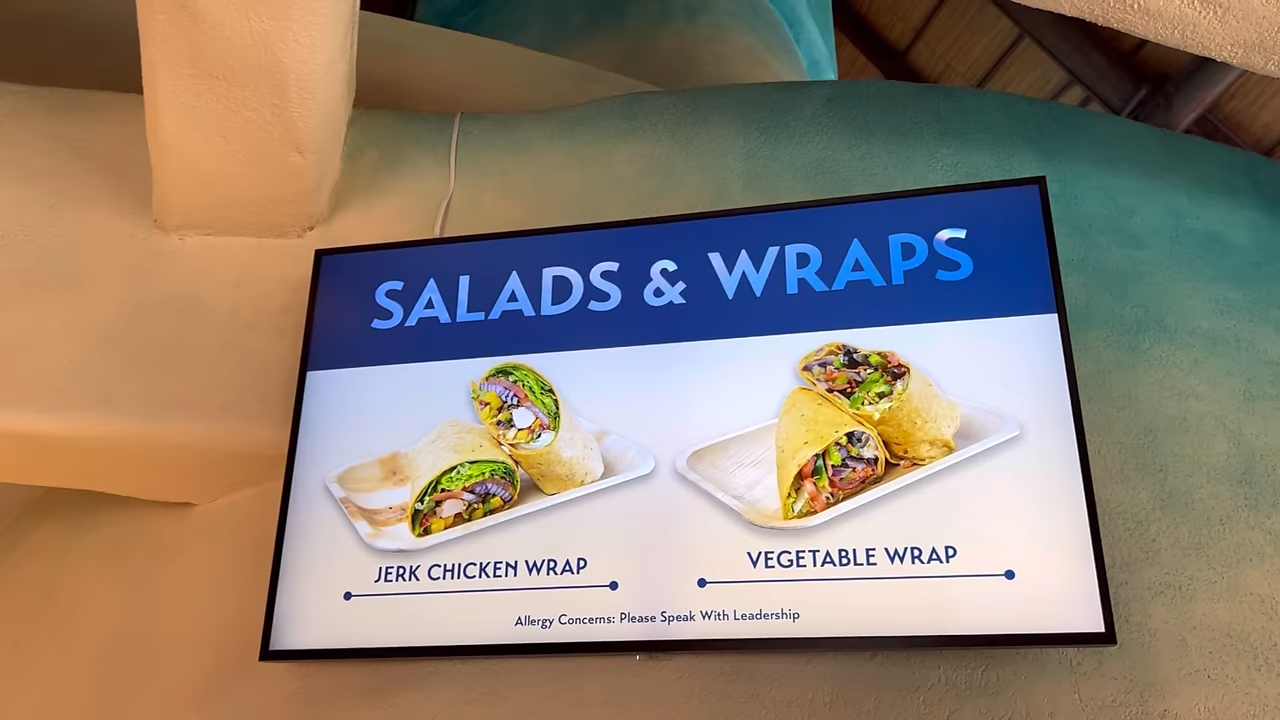 SALADS & WRAPS
JERK CHICKEN WRAP
VEGETABLE WRAP
Allergy Concerns: Please Speak With Leadership